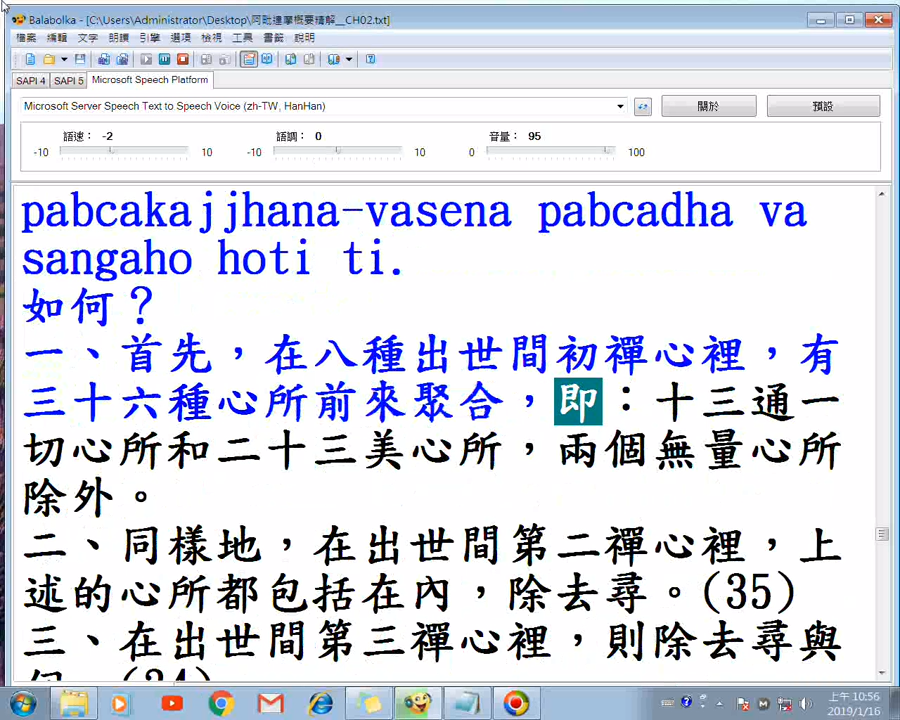 Balabolka - [C:\Users\Administrator\Desktop\阿毗達摩概要精解__CH02.txt]
檔案 編輯 文字 朗讀 引擎 選項 檢視 工具 書籤 說明
SAPI 4 SAPI 5 Microsoft Speech Platform
Microsoft Server Speech Text to Speech Voice (zh-TW, HanHan) 關於 預設
語速： -2 語調： 0 音量： 95
-10 10 -10 10 0 100
pabcakajjhana-vasena pabcadha va
sangaho hoti ti.
如何？
一、首先，在八種出世間初禪心裡，有
三十六種心所前來聚合，即：十三通一
切心所和二十三美心所，兩個無量心所
除外。
二、同樣地，在出世間第二禪心裡，上
述的心所都包括在內，除去尋。(35)
三、在出世間第三禪心裡，則除去尋與
上午 10:56
2019/1/16